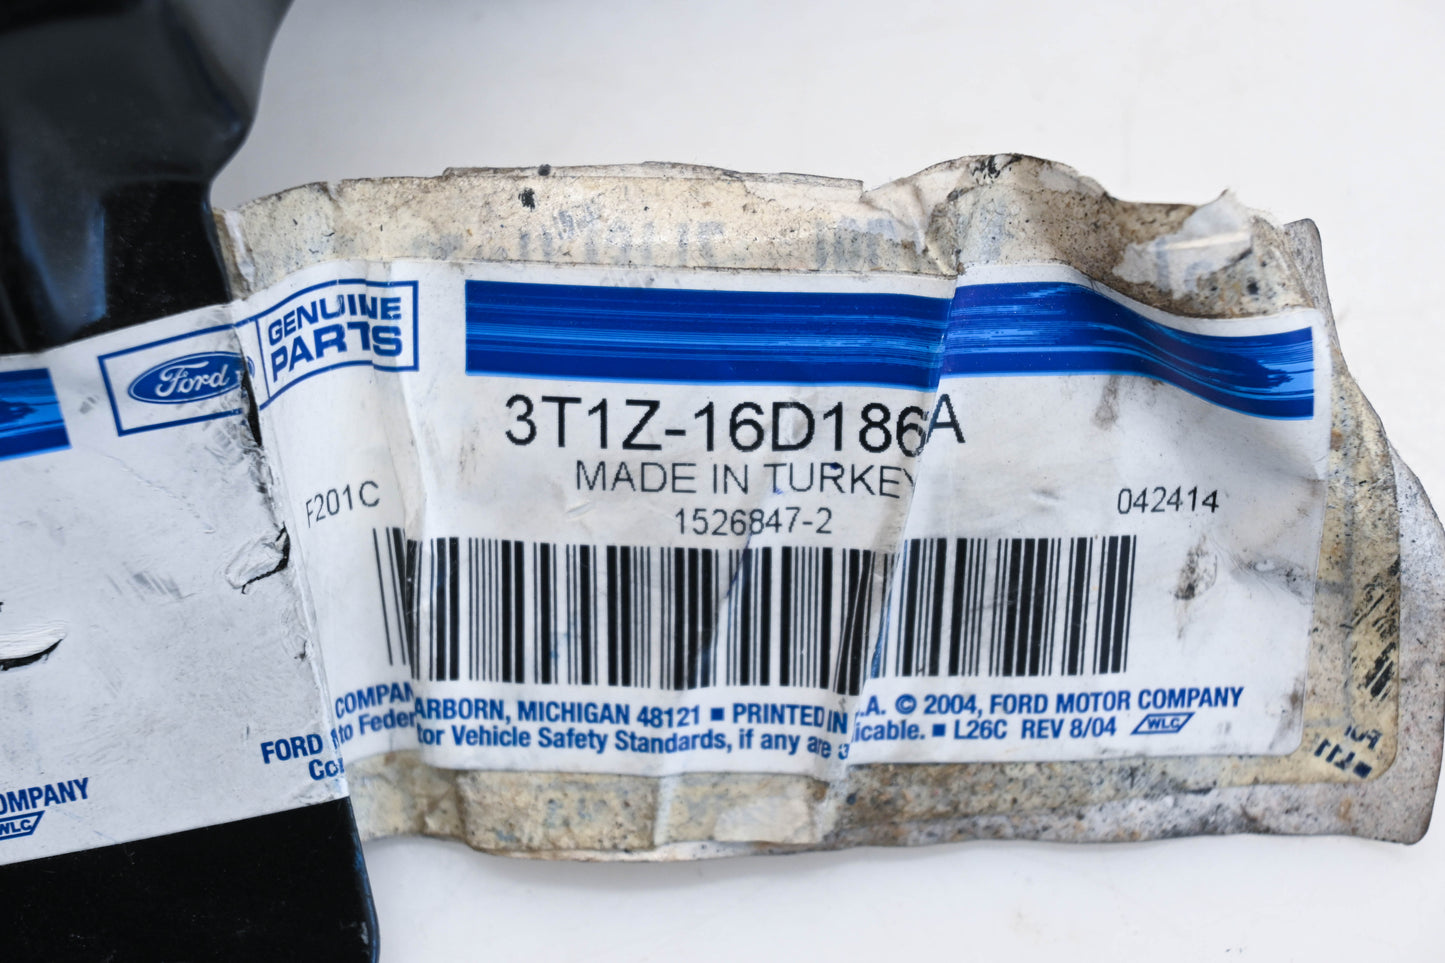 Ford
GENUINE
PARTS
3T1Z-16D186A
MADE IN TURKEY
F201C
1526847-2
042414
COMPAN ARBORN, MICHIGAN 48121 ■ PRINTED IN .A. © 2004, FORD MOTOR COMPANY
to Feder tor Vehicle Safety Standards, if any are icable. ■ L26C REV 8/04 WLC
FORD
OMPANY
WLC